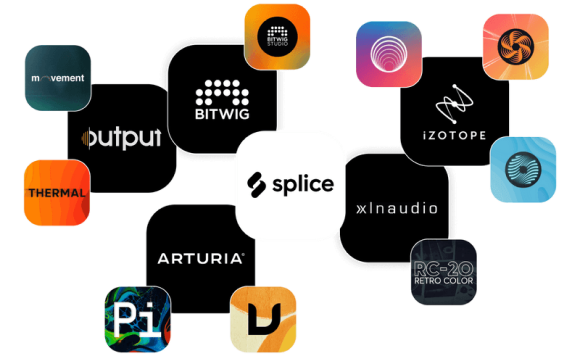 BITWIG
STUDIO
movement
BITWIG
output
iZOTOPE
THERMAL
splice
xlnaudio
ARTURIA®
RC-20
RETRO COLOR
Pi
V